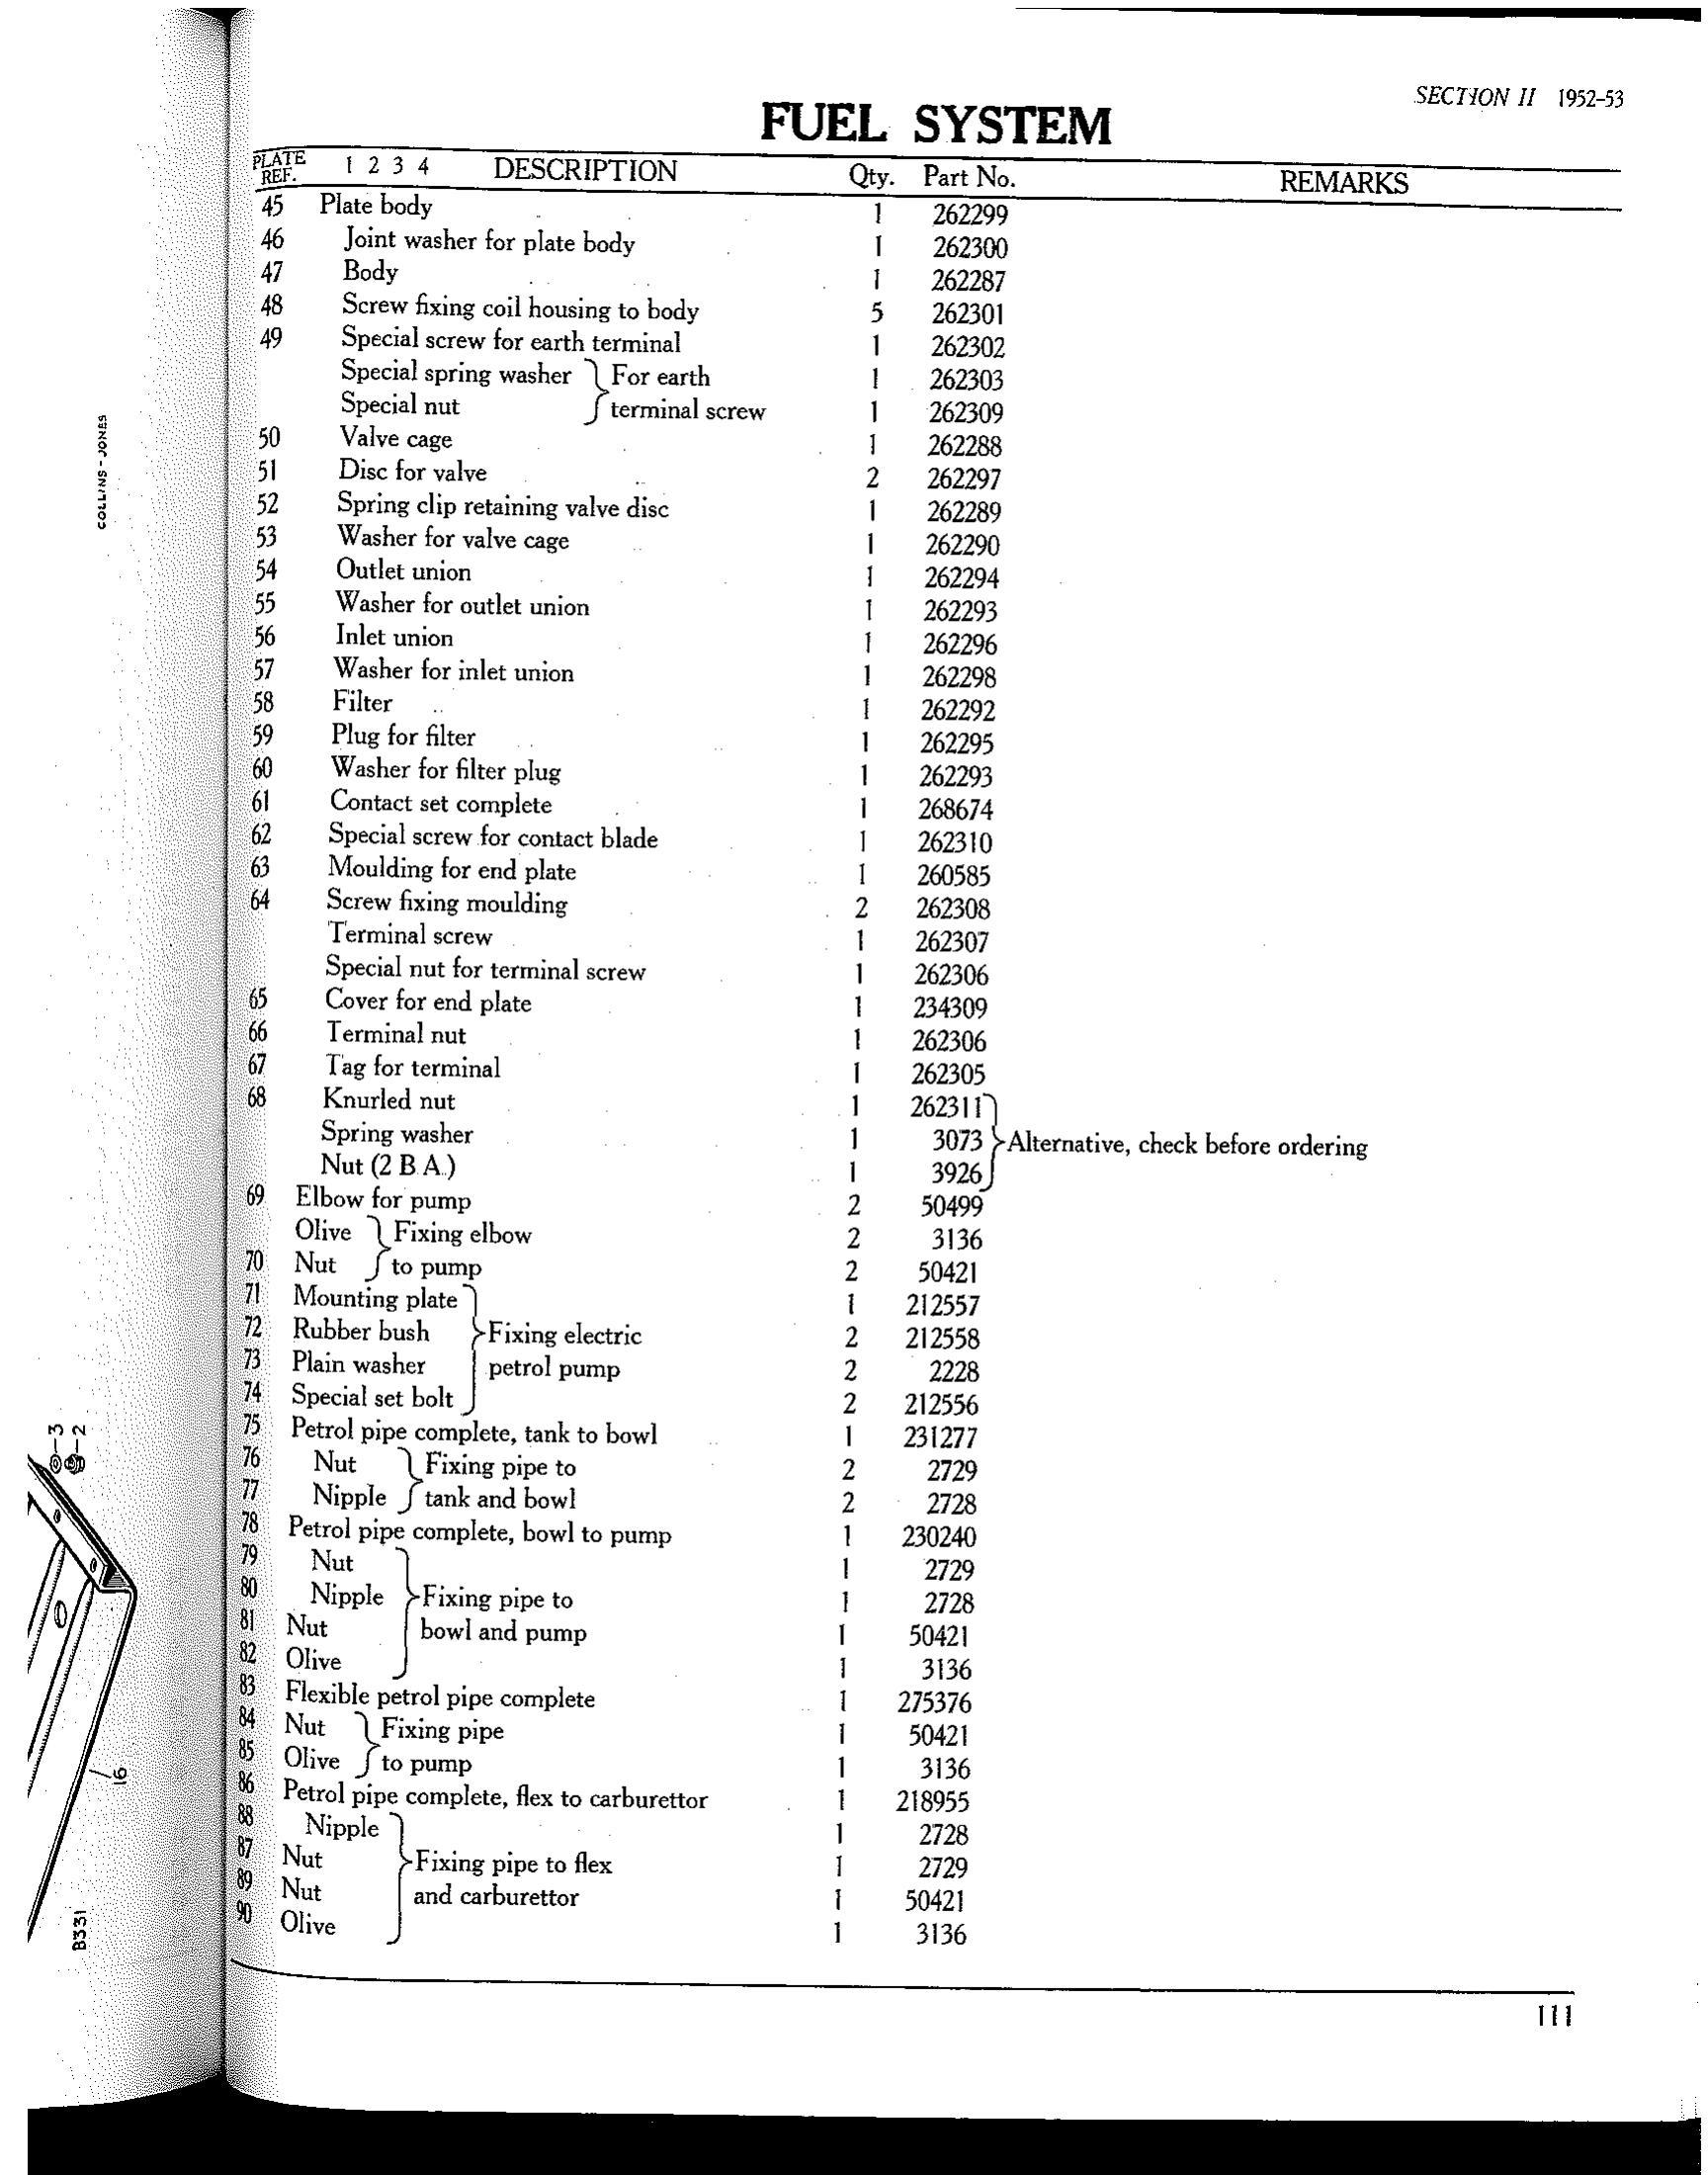 SECTION II 1952-53
FUEL SYSTEM
PLATE REF. 1 2 3 4 DESCRIPTION Qty. Part No. REMARKS
45 Plate body 1 262299
46 Joint washer for plate body 1 262300
47 Body 1 262287
48 Screw fixing coil housing to body 5 262301
49 Special screw for earth terminal 1 262302
Special spring washer } For earth 1 262303
Special nut } terminal screw 1 262309
50 Valve cage 1 262288
51 Disc for valve 2 262297
52 Spring clip retaining valve disc 1 262289
53 Washer for valve cage 1 262290
54 Outlet union 1 262294
55 Washer for outlet union 1 262293
56 Inlet union 1 262296
57 Washer for inlet union 1 262298
58 Filter 1 262292
59 Plug for filter 1 262295
60 Washer for filter plug 1 262293
61 Contact set complete 1 268674
62 Special screw for contact blade 1 262310
63 Moulding for end plate 1 260585
64 Screw fixing moulding 2 262308
Terminal screw 1 262307
Special nut for terminal screw 1 262306
65 Cover for end plate 1 234309
66 Terminal nut 1 262306
67 Tag for terminal 1 262305
68 Knurled nut 1 262311
Spring washer 1 3073 } Alternative, check before ordering
Nut (2 B.A.) 1 3926
69 Elbow for pump 2 50499
Olive } Fixing elbow 2 3136
70 Nut } to pump 2 50421
71 Mounting plate 1 212557
72 Rubber bush } Fixing electric 2 212558
73 Plain washer } petrol pump 2 2228
74 Special set bolt 2 212556
75 Petrol pipe complete, tank to bowl 1 231277
76 Nut } Fixing pipe to 2 2729
77 Nipple } tank and bowl 2 2728
78 Petrol pipe complete, bowl to pump 1 230240
79 Nut 1 2729
80 Nipple } Fixing pipe to 1 2728
81 Nut } bowl and pump 1 50421
82 Olive 1 3136
83 Flexible petrol pipe complete 1 275376
84 Nut } Fixing pipe 1 50421
85 Olive } to pump 1 3136
86 Petrol pipe complete, flex to carburettor 1 218955
88 Nipple 1 2728
87 Nut } Fixing pipe to flex 1 2729
89 Nut } and carburettor 1 50421
90 Olive 1 3136
111
COLLINS - JONES
3
2
16
B331